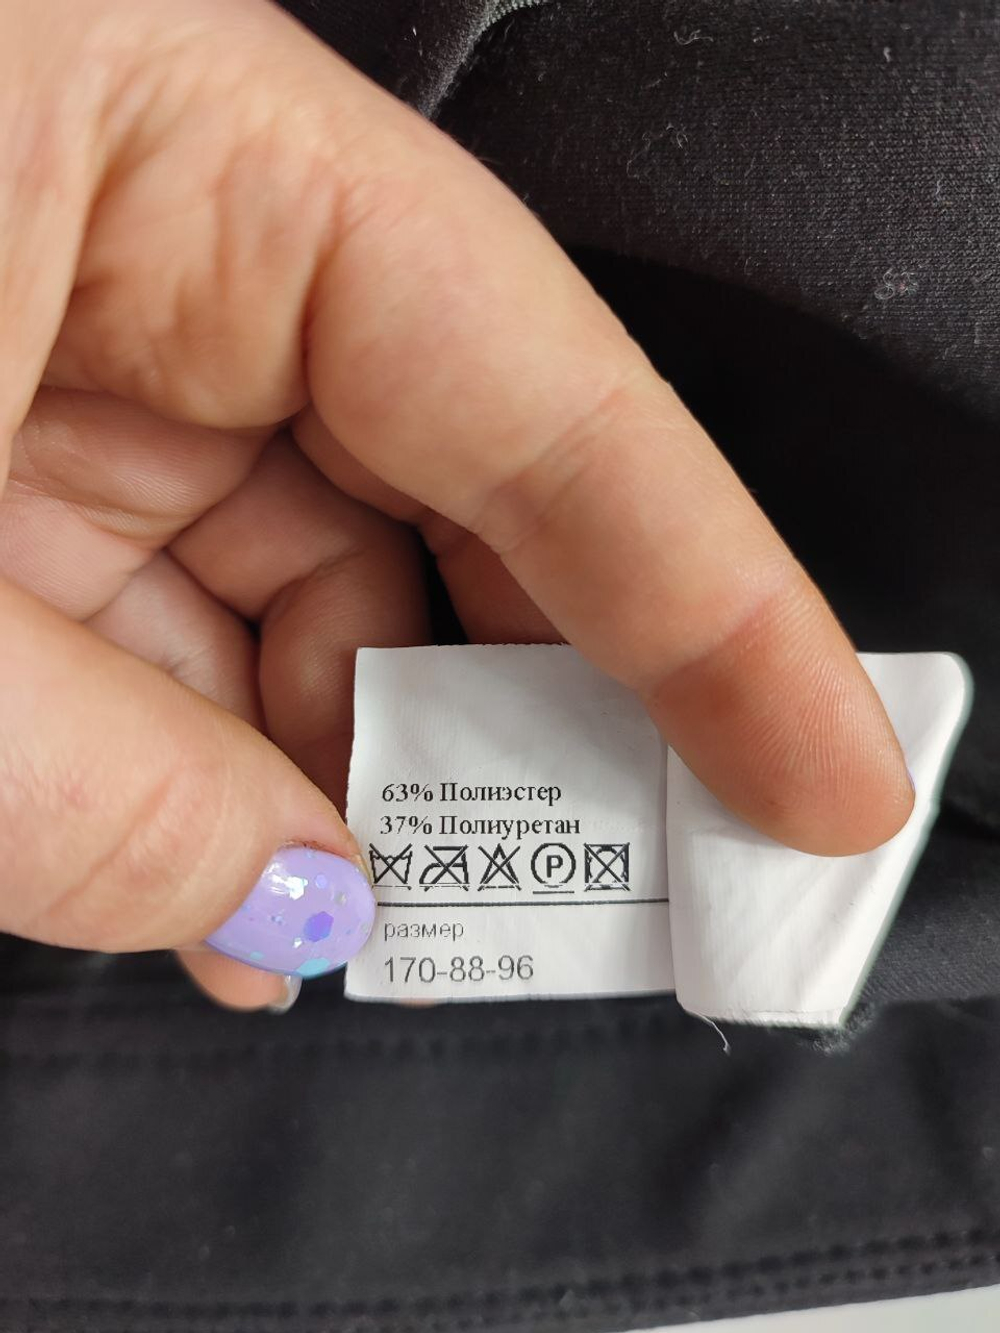 63% Полиэстер
37% Полиуретан
P
размер
170-88-96